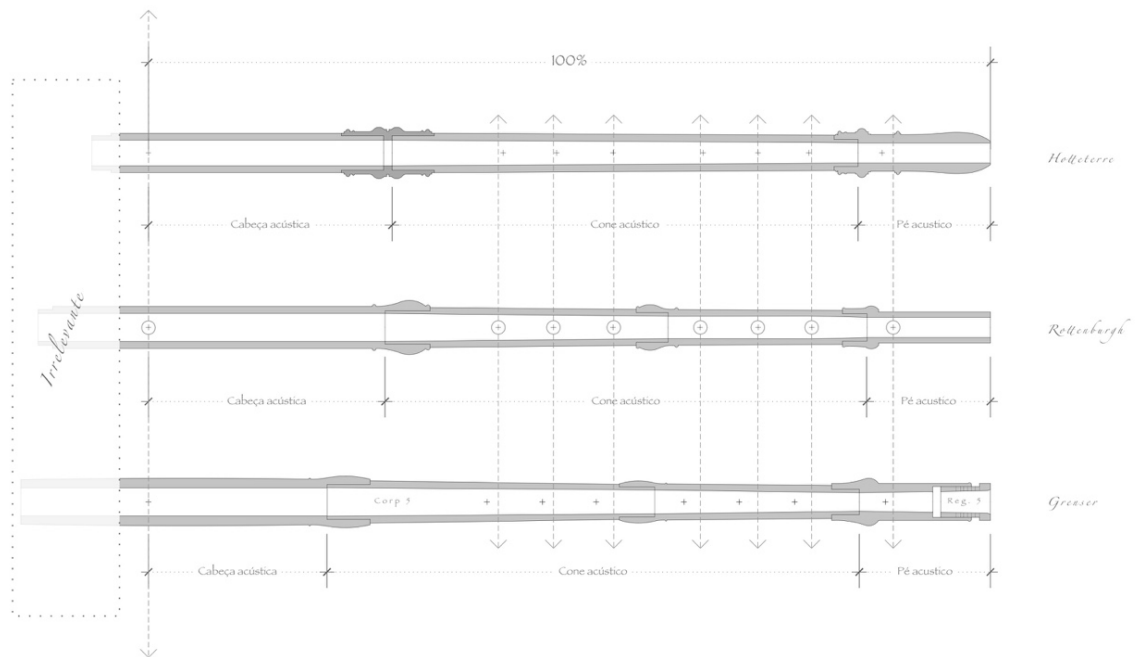 100%
Hotteterre
Cabeça acústica
Cone acústico
Pé acustico
Irrelevante
Rottenburgh
Cabeça acústica
Cone acústico
Pé acustico
Corp 5
Reg. 5
Grenser
Cabeça acústica
Cone acústico
Pé acustico